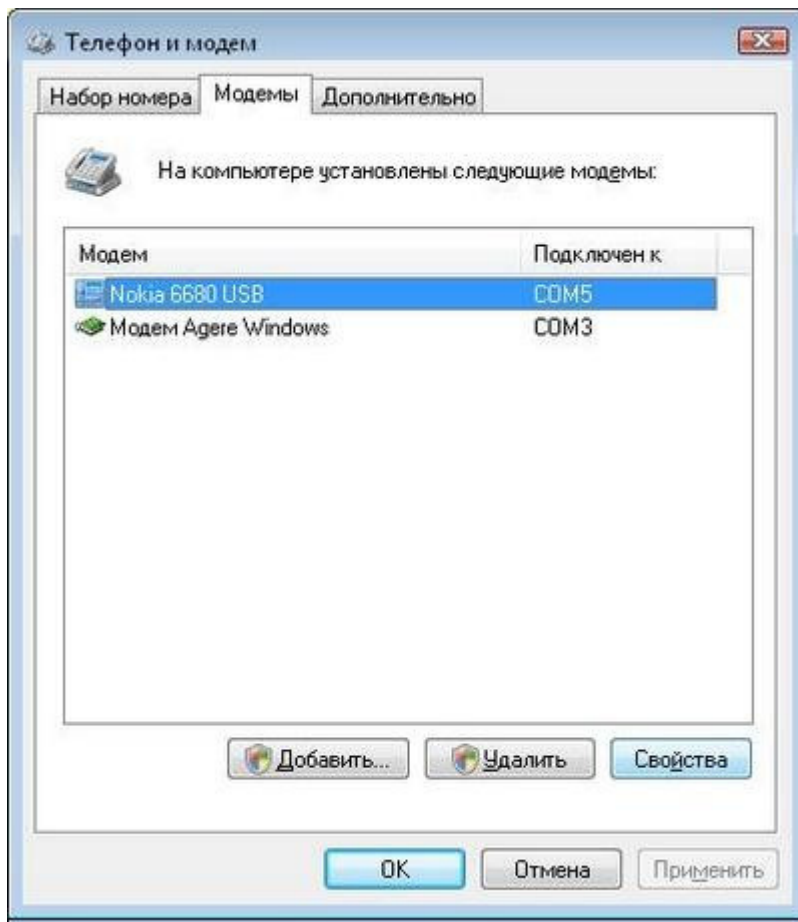 Телефон и модем
Набор номера Модемы Дополнительно
На компьютере установлены следующие модемы:
Модем Подключен к
Nokia 6680 USB COM5
Модем Agere Windows COM3
Добавить... Удалить Свойства
OK Отмена Применить